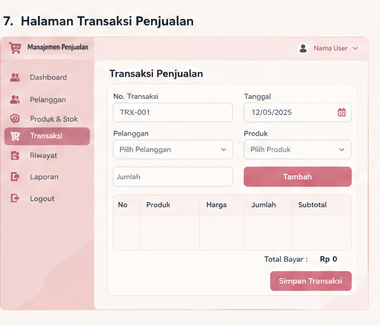 7. Halaman Transaksi Penjualan
Manajemen Penjualan
Nama User
Dashboard
Pelanggan
Produk & Stok
Transaksi
Riwayat
Laporan
Logout
Transaksi Penjualan
No. Transaksi
Tanggal
TRX-001
12/05/2025
Pelanggan
Produk
Pilih Pelanggan
Pilih Produk
Jumlah
Tambah
No Produk Harga Jumlah Subtotal
Total Bayar : Rp 0
Simpan Transaksi